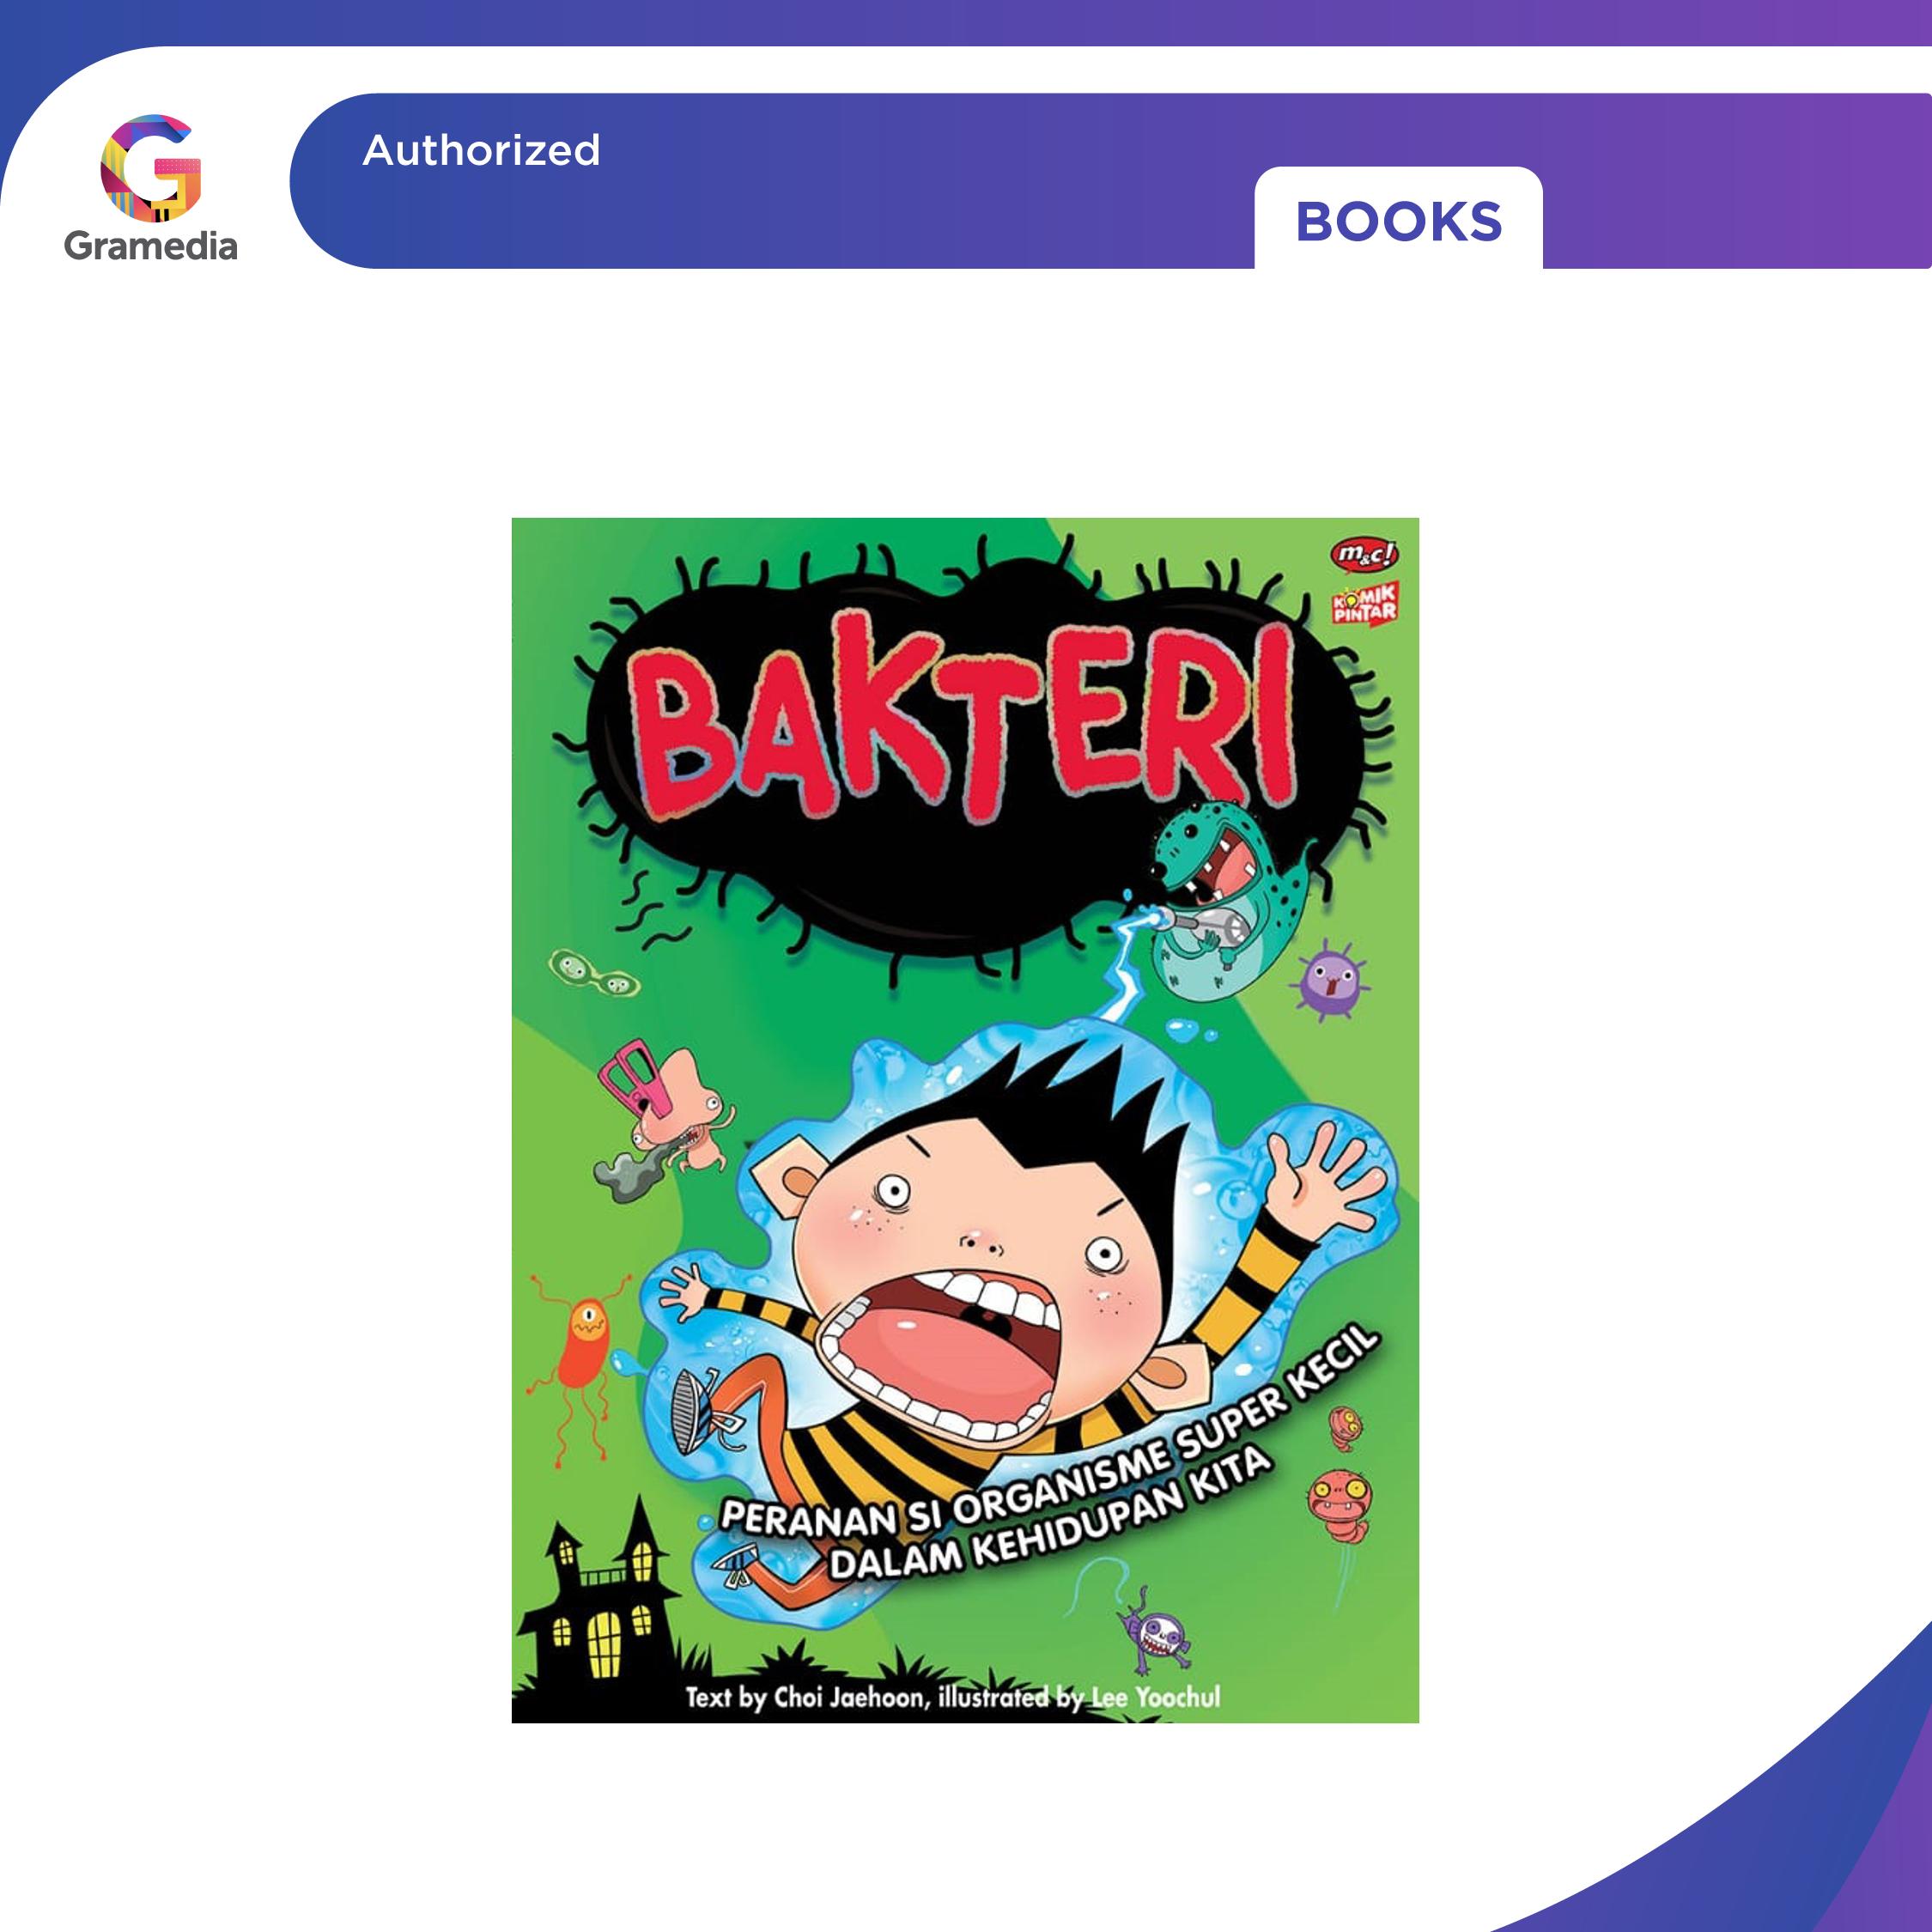 Gramedia
Authorized
BOOKS
m&c!
KOMIK
PINTAR
BAKTERI
PERANAN SI ORGANISME SUPER KECIL
DALAM KEHIDUPAN KITA
Text by Choi Jaehoon, illustrated by Lee Yoochul